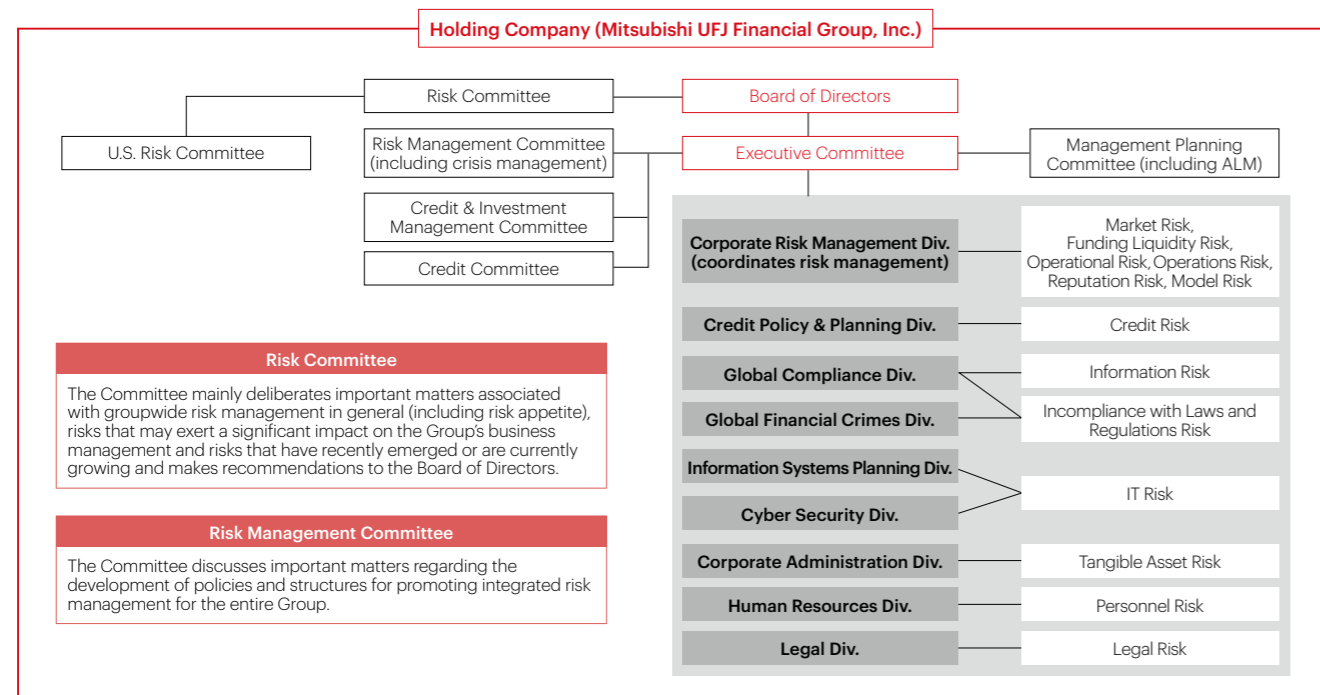 Holding Company (Mitsubishi UFJ Financial Group, Inc.)
Risk Committee
Board of Directors
U.S. Risk Committee
Risk Management Committee
(including crisis management)
Executive Committee
Management Planning
Committee (including ALM)
Credit & Investment
Management Committee
Credit Committee
Corporate Risk Management Div.
(coordinates risk management)
Market Risk,
Funding Liquidity Risk,
Operational Risk, Operations Risk,
Reputation Risk, Model Risk
Credit Policy & Planning Div.
Credit Risk
Global Compliance Div.
Information Risk
Global Financial Crimes Div.
Incompliance with Laws and
Regulations Risk
Information Systems Planning Div.
Cyber Security Div.
IT Risk
Corporate Administration Div.
Tangible Asset Risk
Human Resources Div.
Personnel Risk
Legal Div.
Legal Risk
Risk Committee
The Committee mainly deliberates important matters associated
with groupwide risk management in general (including risk appetite),
risks that may exert a significant impact on the Group's business
management and risks that have recently emerged or are currently
growing and makes recommendations to the Board of Directors.
Risk Management Committee
The Committee discusses important matters regarding the
development of policies and structures for promoting integrated risk
management for the entire Group.